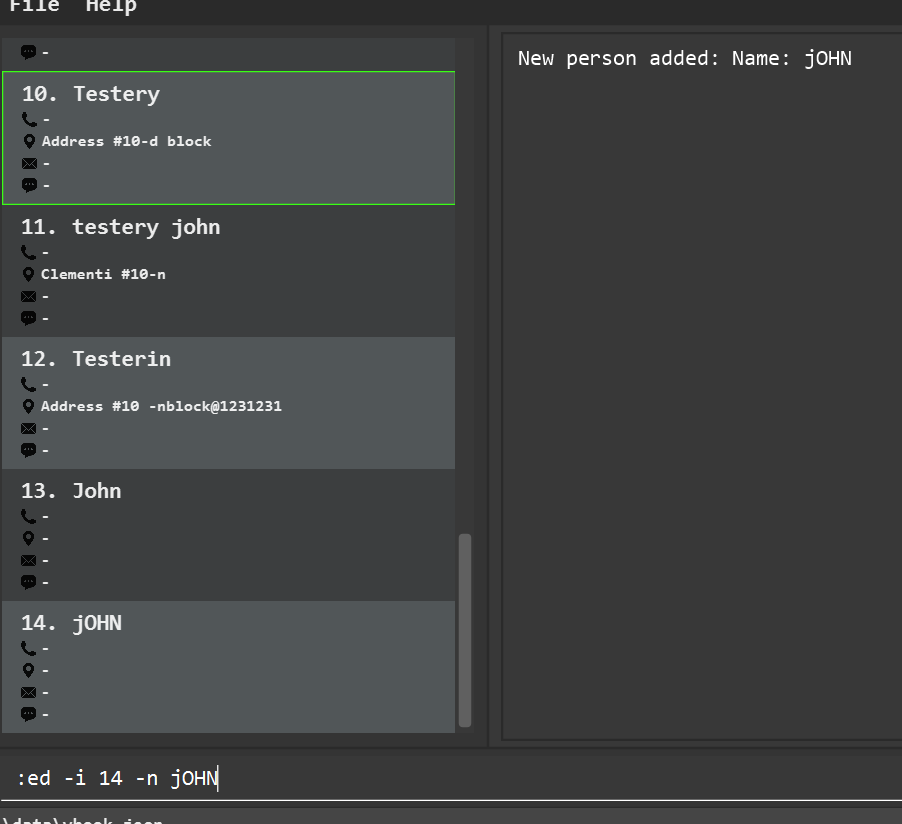 File Help
-
10. Testery
-
Address #10-d block
-
-
11. testery john
-
Clementi #10-n
-
-
12. Testerin
-
Address #10 -nblock@1231231
-
-
13. John
-
-
-
-
14. jOHN
-
-
-
-
New person added: Name: jOHN
:ed -i 14 -n jOHN